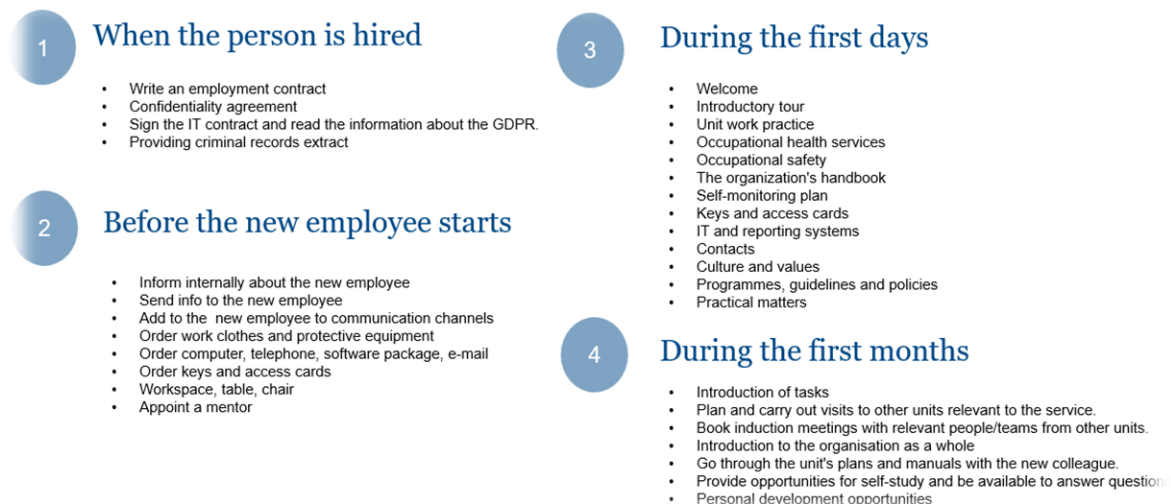 1
When the person is hired
• Write an employment contract
• Confidentiality agreement
• Sign the IT contract and read the information about the GDPR.
• Providing criminal records extract
2
Before the new employee starts
• Inform internally about the new employee
• Send info to the new employee
• Add to the  new employee to communication channels
• Order work clothes and protective equipment
• Order computer, telephone, software package, e-mail
• Order keys and access cards
• Workspace, table, chair
• Appoint a mentor
3
During the first days
• Welcome
• Introductory tour
• Unit work practice
• Occupational health services
• Occupational safety
• The organization's handbook
• Self-monitoring plan
• Keys and access cards
• IT and reporting systems
• Contacts
• Culture and values
• Programmes, guidelines and policies
• Practical matters
4
During the first months
• Introduction of tasks
• Plan and carry out visits to other units relevant to the service.
• Book induction meetings with relevant people/teams from other units.
• Introduction to the organisation as a whole
• Go through the unit's plans and manuals with the new colleague.
• Provide opportunities for self-study and be available to answer question
• Personal development opportunities